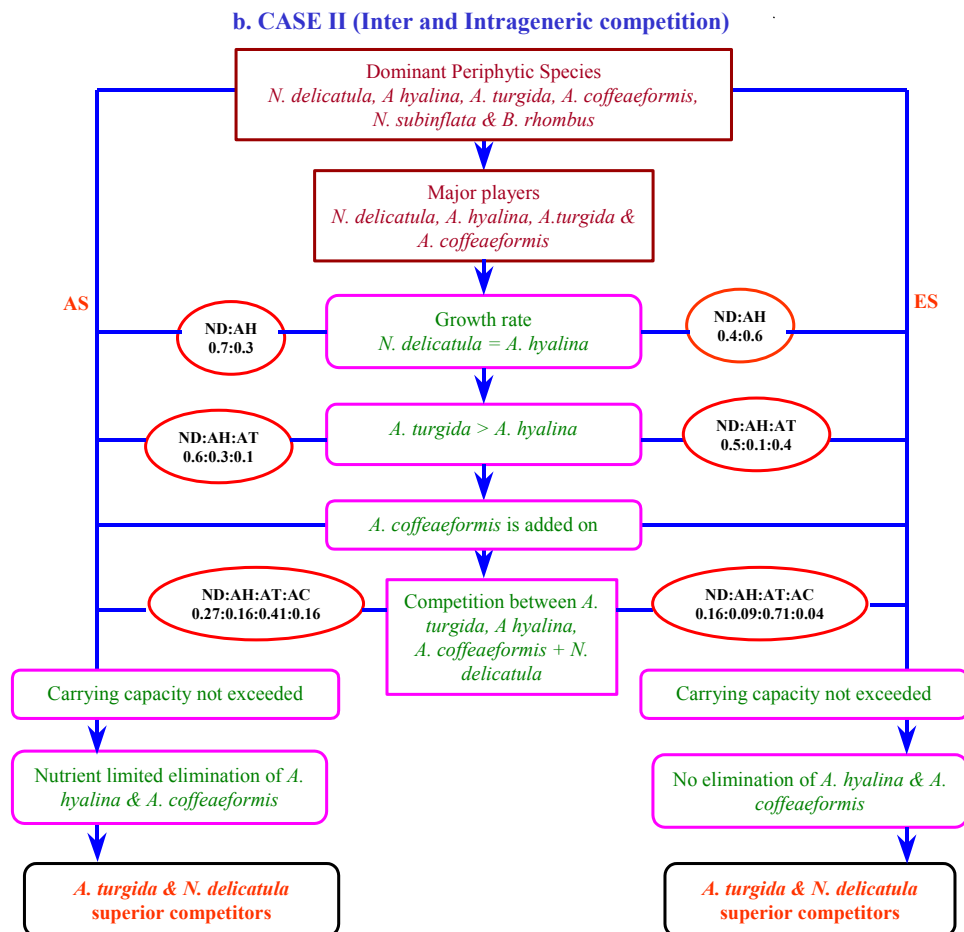 b. CASE II (Inter and Intrageneric competition)
Dominant Periphytic Species
N. delicatula, A hyalina, A. turgida, A. coffeaeformis,
N. subinflata & B. rhombus
Major players
N. delicatula, A. hyalina, A.turgida &
A. coffeaeformis
AS
ES
ND:AH
0.7:0.3
Growth rate
N. delicatula = A. hyalina
ND:AH
0.4:0.6
ND:AH:AT
0.6:0.3:0.1
A. turgida > A. hyalina
ND:AH:AT
0.5:0.1:0.4
A. coffeaeformis is added on
ND:AH:AT:AC
0.27:0.16:0.41:0.16
Competition between A.
turgida, A hyalina,
A. coffeaeformis + N.
delicatula
ND:AH:AT:AC
0.16:0.09:0.71:0.04
Carrying capacity not exceeded
Carrying capacity not exceeded
Nutrient limited elimination of A.
hyalina & A. coffeaeformis
No elimination of A. hyalina & A.
coffeaeformis
A. turgida & N. delicatula
superior competitors
A. turgida & N. delicatula
superior competitors